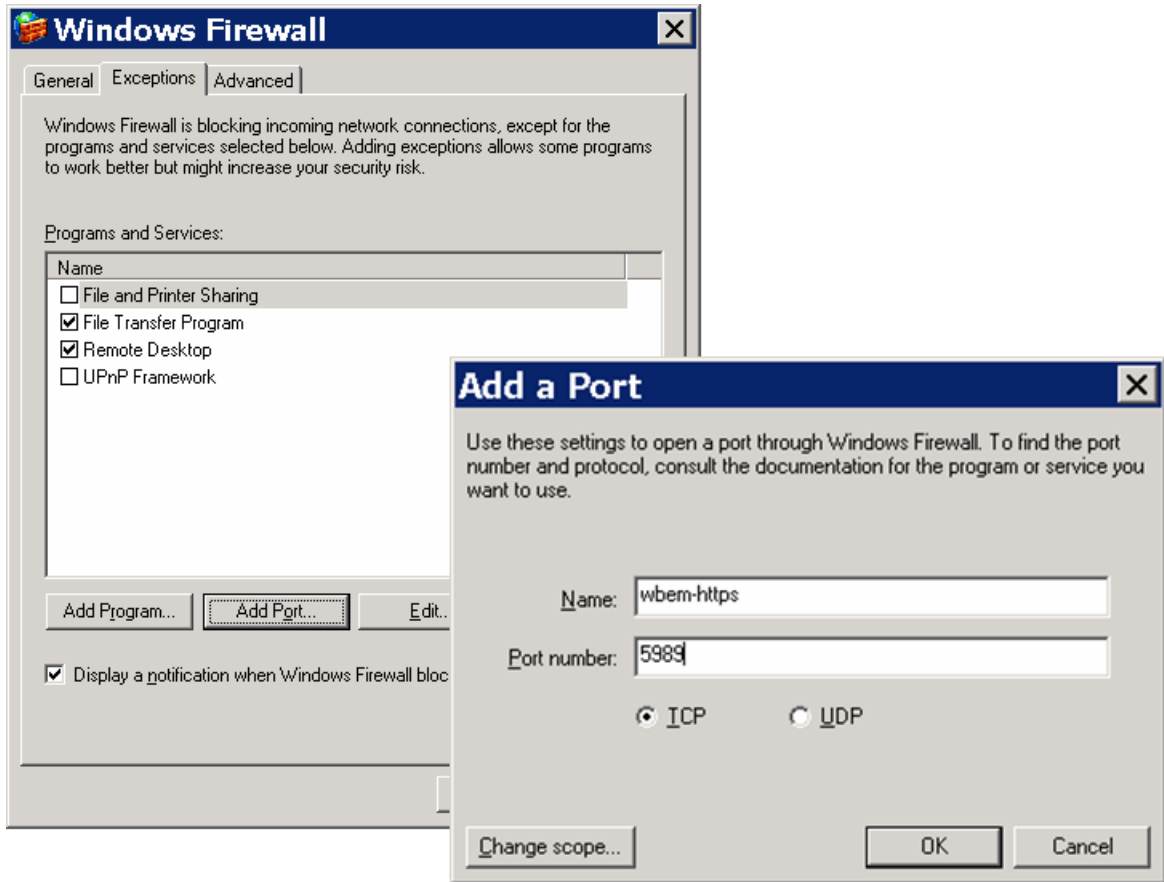 Windows Firewall
General Exceptions Advanced
Windows Firewall is blocking incoming network connections, except for the
programs and services selected below. Adding exceptions allows some programs
to work better but might increase your security risk.
Programs and Services:
Name
File and Printer Sharing
File Transfer Program
Remote Desktop
UPnP Framework
Add Program... Add Port... Edit..
Display a notification when Windows Firewall bloc
Add a Port
Use these settings to open a port through Windows Firewall. To find the port
number and protocol, consult the documentation for the program or service you
want to use.
Name: wbem-https
Port number: 5989
TCP UDP
Change scope... OK Cancel